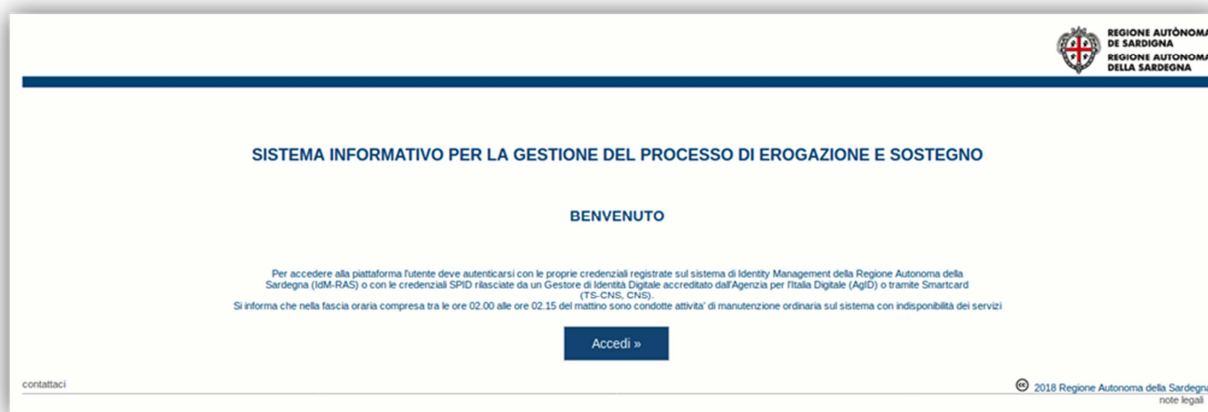 REGIONE AUTÒNOMA
DE SARDIGNA
REGIONE AUTONOMA
DELLA SARDEGNA
SISTEMA INFORMATIVO PER LA GESTIONE DEL PROCESSO DI EROGAZIONE E SOSTEGNO
BENVENUTO
Per accedere alla piattaforma l'utente deve autenticarsi con le proprie credenziali registrate sul sistema di Identity Management della Regione Autonoma della
Sardegna (IdM-RAS) o con le credenziali SPID rilasciate da un Gestore di Identità Digitale accreditato dall'Agenzia per l'Italia Digitale (AgID) o tramite Smartcard
(TS-CNS, CNS).
Si informa che nella fascia oraria compresa tra le ore 02.00 alle ore 02.15 del mattino sono condotte attivita' di manutenzione ordinaria sul sistema con indisponibilità dei servizi
Accedi »
contattaci
cc 2018 Regione Autonoma della Sardegna
note legali